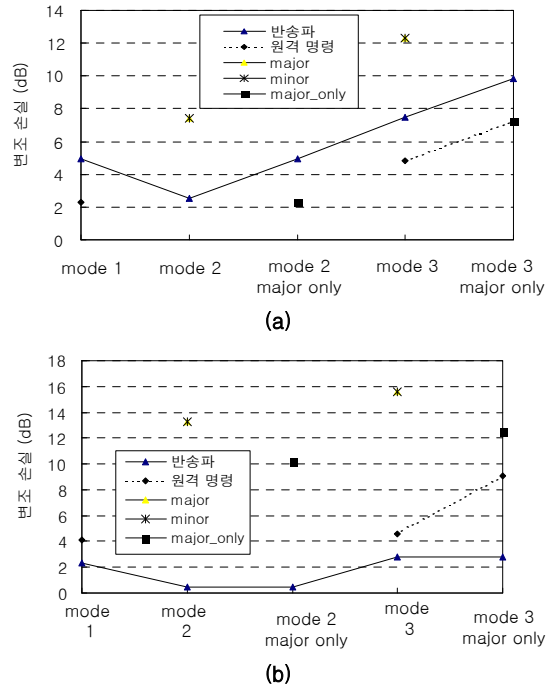 14
12
10
8
6
4
2
0
변조 손실 (dB)
반송파
원격 명령
major
minor
major_only
mode 1
mode 2
mode 2
major only
mode 3
mode 3
major only
(a)
18
16
14
12
10
8
6
4
2
0
변조 손실 (dB)
반송파
원격 명령
major
minor
major_only
mode
1
mode
2
mode 2
major only
mode
3
mode 3
major only
(b)